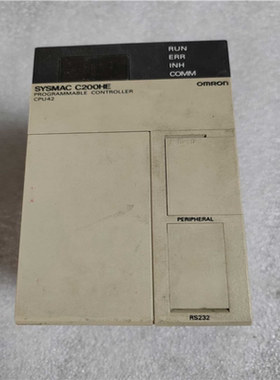 RUN
ERR
INH
COMM
SYSMAC C200HE
PROGRAMMABLE CONTROLLER
CPU42
OMRON
PERIPHERAL
RS232